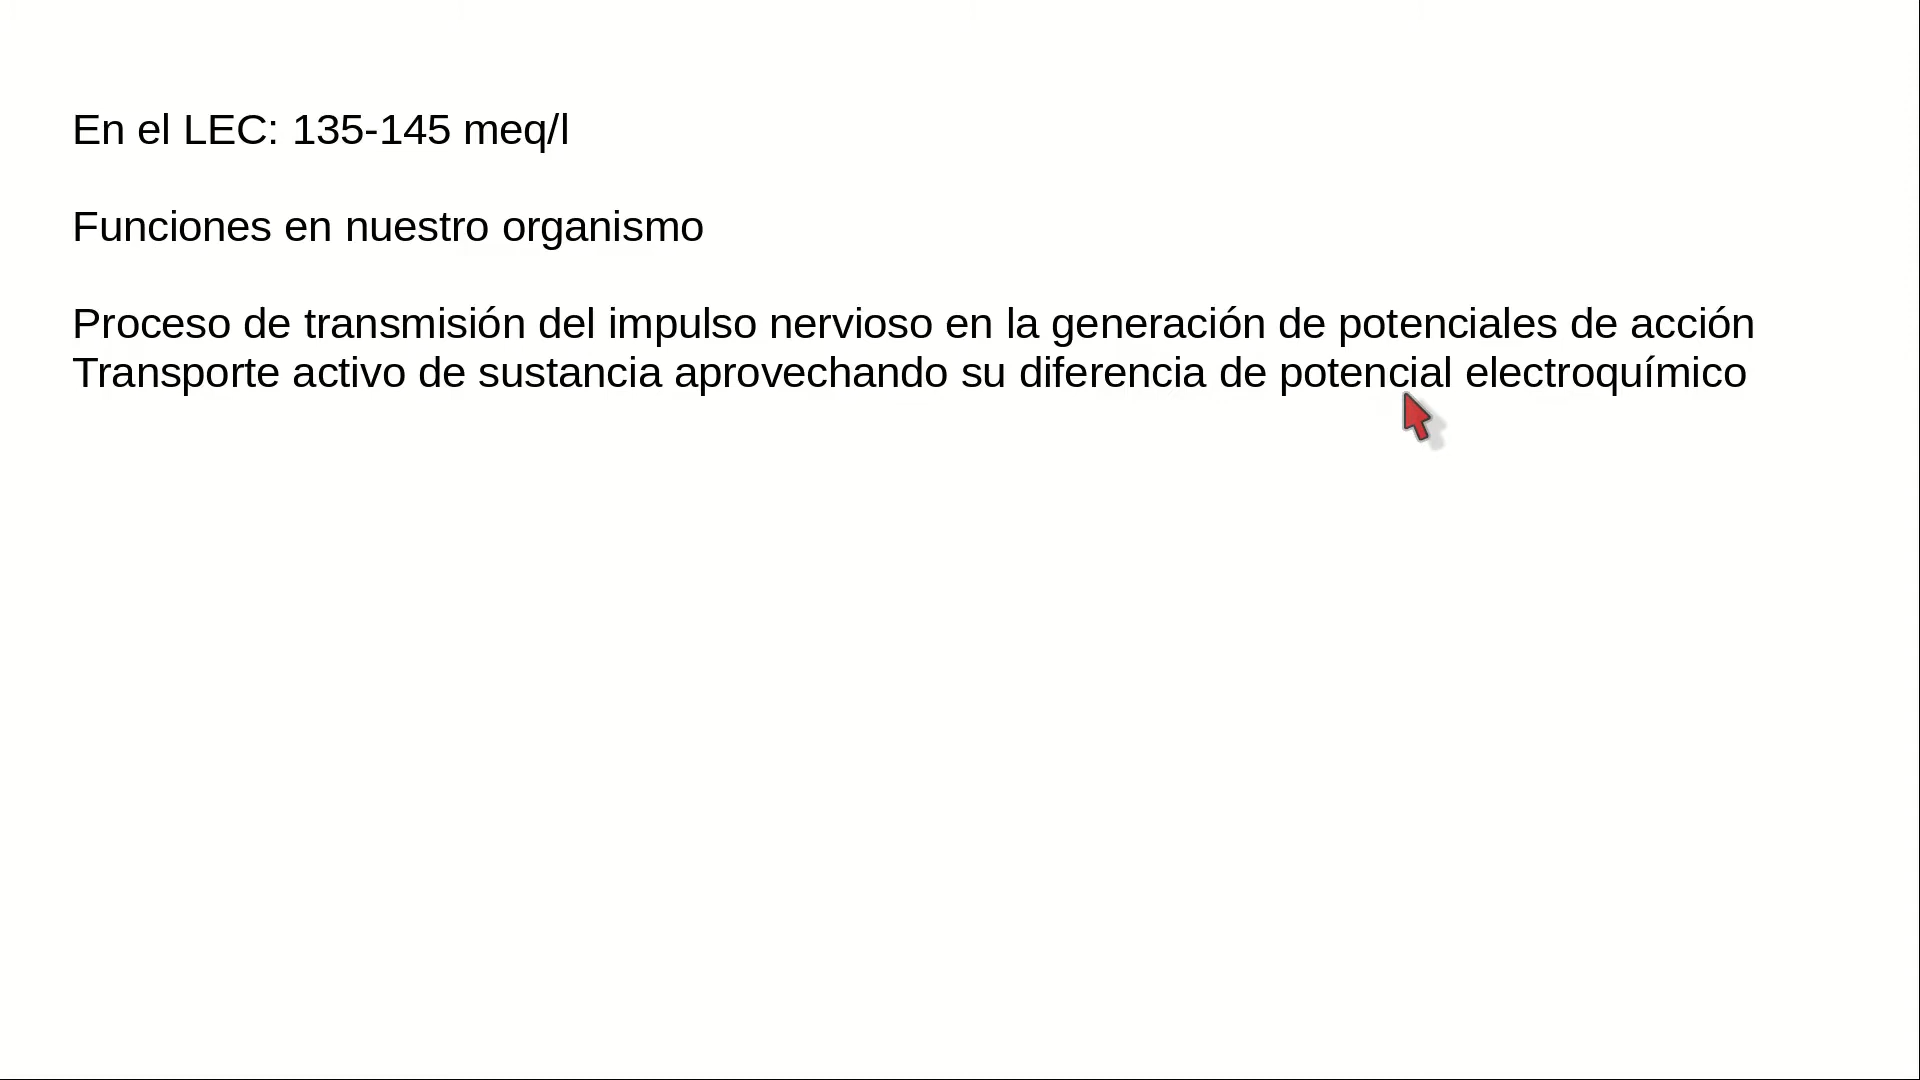 En el LEC: 135-145 meq/l
Funciones en nuestro organismo
Proceso de transmisión del impulso nervioso en la generación de potenciales de acción
Transporte activo de sustancia aprovechando su diferencia de potencial electroquímico